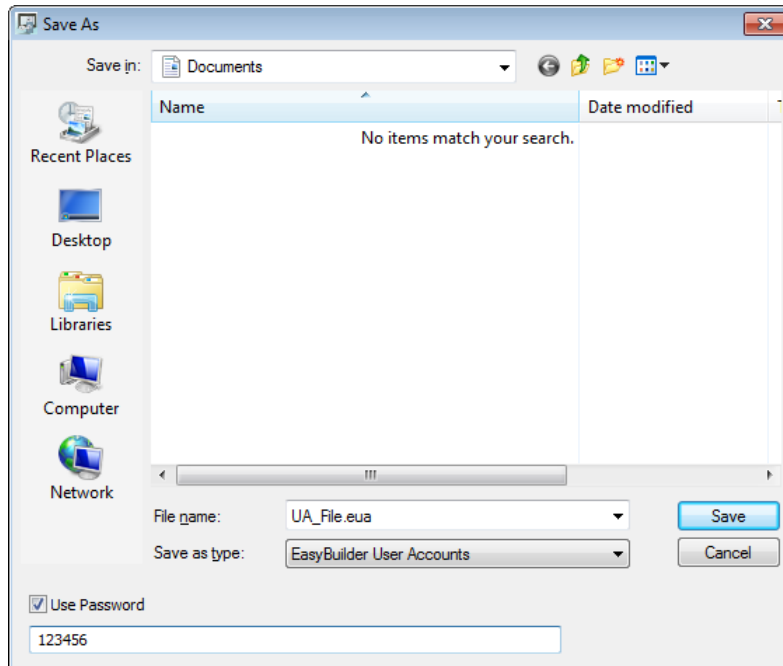 Save As
Save in: Documents
Name Date modified
No items match your search.
Recent Places
Desktop
Libraries
Computer
Network
File name: UA_File.eua Save
Save as type: EasyBuilder User Accounts Cancel
Use Password
123456